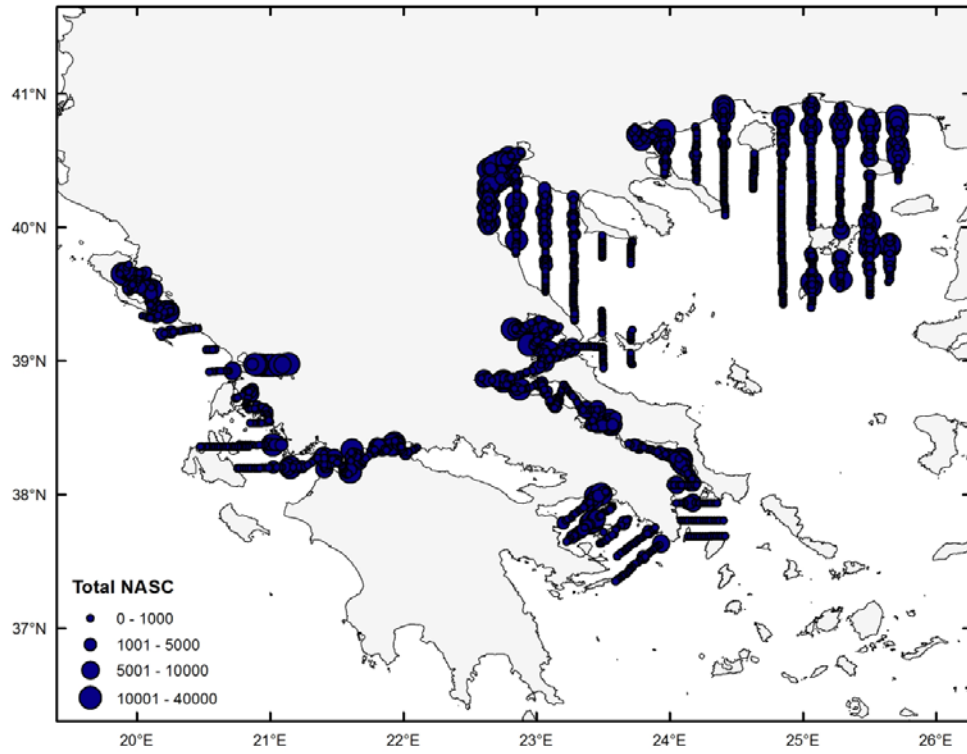 41°N
40°N
39°N
38°N
37°N
Total NASC
0 - 1000
1001 - 5000
5001 - 10000
10001 - 40000
20°E 21°E 22°E 23°E 24°E 25°E 26°E